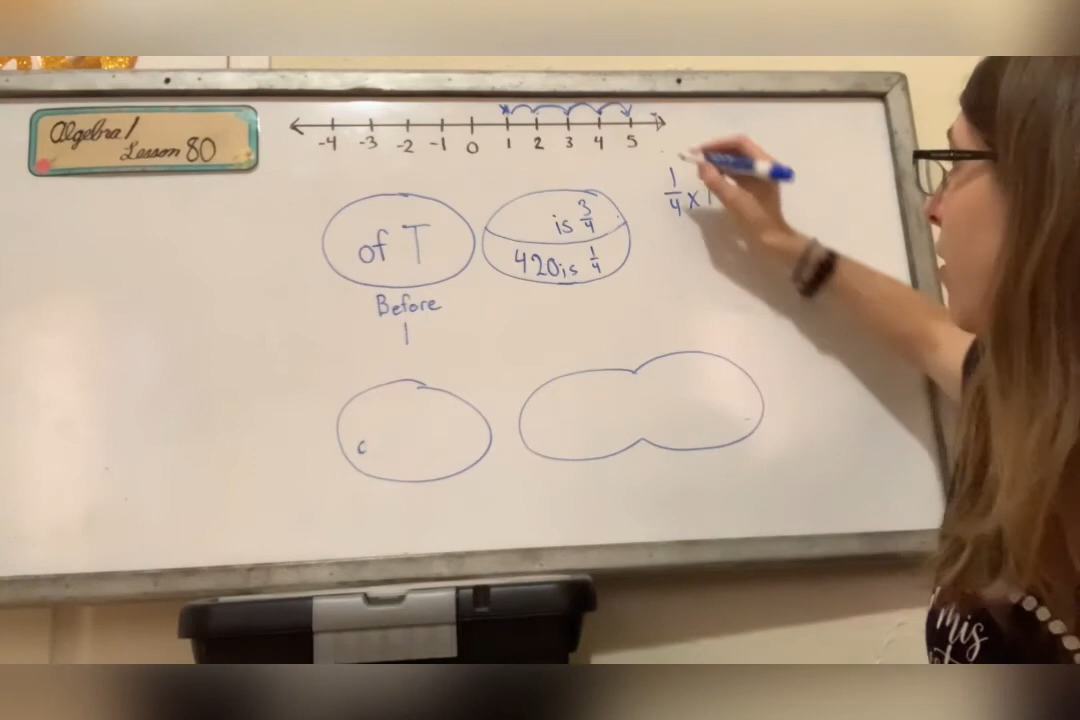 Algebra 1
Lesson 80
-4 -3 -2 -1 0 1 2 3 4 5
1/4 x
of T
is 3/4
420 is 1/4
Before
1
c
mis